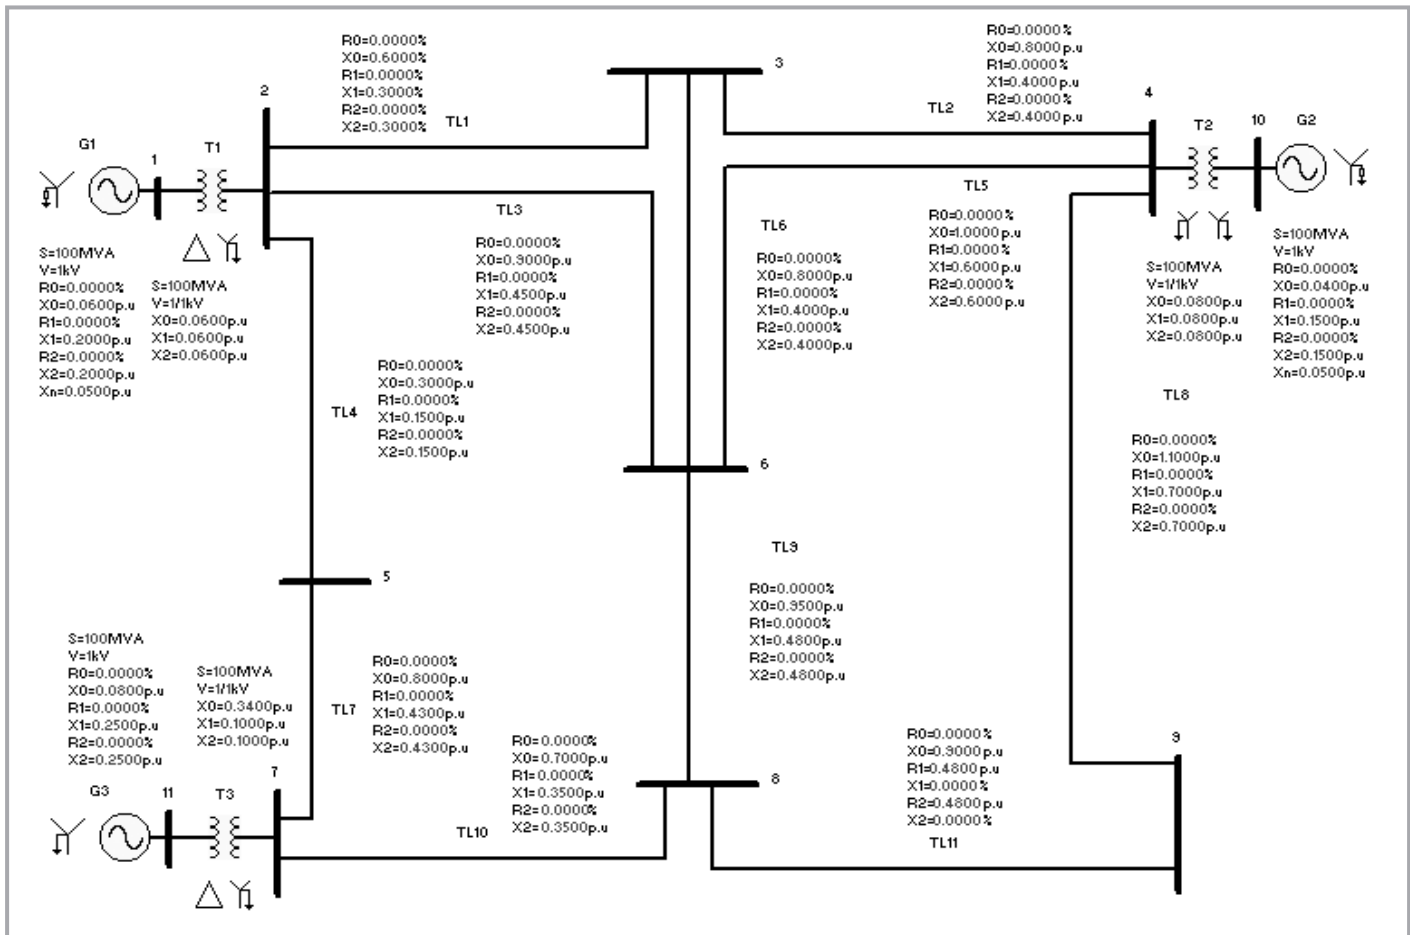 R0=0.0000%
X0=0.6000%
R1=0.0000%
X1=0.3000%
R2=0.0000%
X2=0.3000%
TL1
3
R0=0.0000%
X0=0.8000p.u
R1=0.0000%
X1=0.4000p.u
R2=0.0000%
X2=0.4000p.u
TL2
2
4
G1
1
T1
T2
10
G2
S=100MVA
V=1kV
R0=0.0000%
X0=0.0600p.u
R1=0.0000%
X1=0.2000p.u
R2=0.0000%
X2=0.2000p.u
Xn=0.0500p.u
S=100MVA
V=1/1kV
X0=0.0600p.u
X1=0.0600p.u
X2=0.0600p.u
TL3
R0=0.0000%
X0=0.9000p.u
R1=0.0000%
X1=0.4500p.u
R2=0.0000%
X2=0.4500p.u
TL6
R0=0.0000%
X0=0.8000p.u
R1=0.0000%
X1=0.4000p.u
R2=0.0000%
X2=0.4000p.u
TL5
R0=0.0000%
X0=1.0000p.u
R1=0.0000%
X1=0.6000p.u
R2=0.0000%
X2=0.6000p.u
S=100MVA
V=1/1kV
X0=0.0800p.u
X1=0.0800p.u
X2=0.0800p.u
S=100MVA
V=1kV
R0=0.0000%
X0=0.0400p.u
R1=0.0000%
X1=0.1500p.u
R2=0.0000%
X2=0.1500p.u
Xn=0.0500p.u
TL4
R0=0.0000%
X0=0.3000p.u
R1=0.0000%
X1=0.1500p.u
R2=0.0000%
X2=0.1500p.u
TL8
R0=0.0000%
X0=1.1000p.u
R1=0.0000%
X1=0.7000p.u
R2=0.0000%
X2=0.7000p.u
6
5
TL9
R0=0.0000%
X0=0.9500p.u
R1=0.0000%
X1=0.4800p.u
R2=0.0000%
X2=0.4800p.u
S=100MVA
V=1kV
R0=0.0000%
X0=0.0800p.u
R1=0.0000%
X1=0.2500p.u
R2=0.0000%
X2=0.2500p.u
S=100MVA
V=1/1kV
X0=0.3400p.u
X1=0.1000p.u
X2=0.1000p.u
TL7
R0=0.0000%
X0=0.8000p.u
R1=0.0000%
X1=0.4300p.u
R2=0.0000%
X2=0.4300p.u
G3
11
T3
7
TL10
R0=0.0000%
X0=0.7000p.u
R1=0.0000%
X1=0.3500p.u
R2=0.0000%
X2=0.3500p.u
8
R0=0.0000%
X0=0.9000p.u
R1=0.4800p.u
X1=0.0000%
R2=0.4800p.u
X2=0.0000%
TL11
9